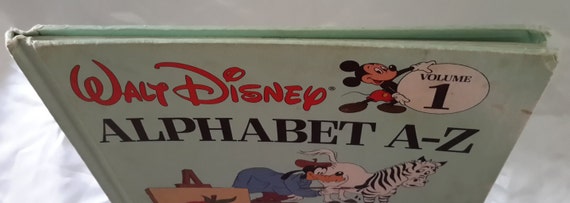 WALT DISNEY®
VOLUME
1
ALPHABET A-Z